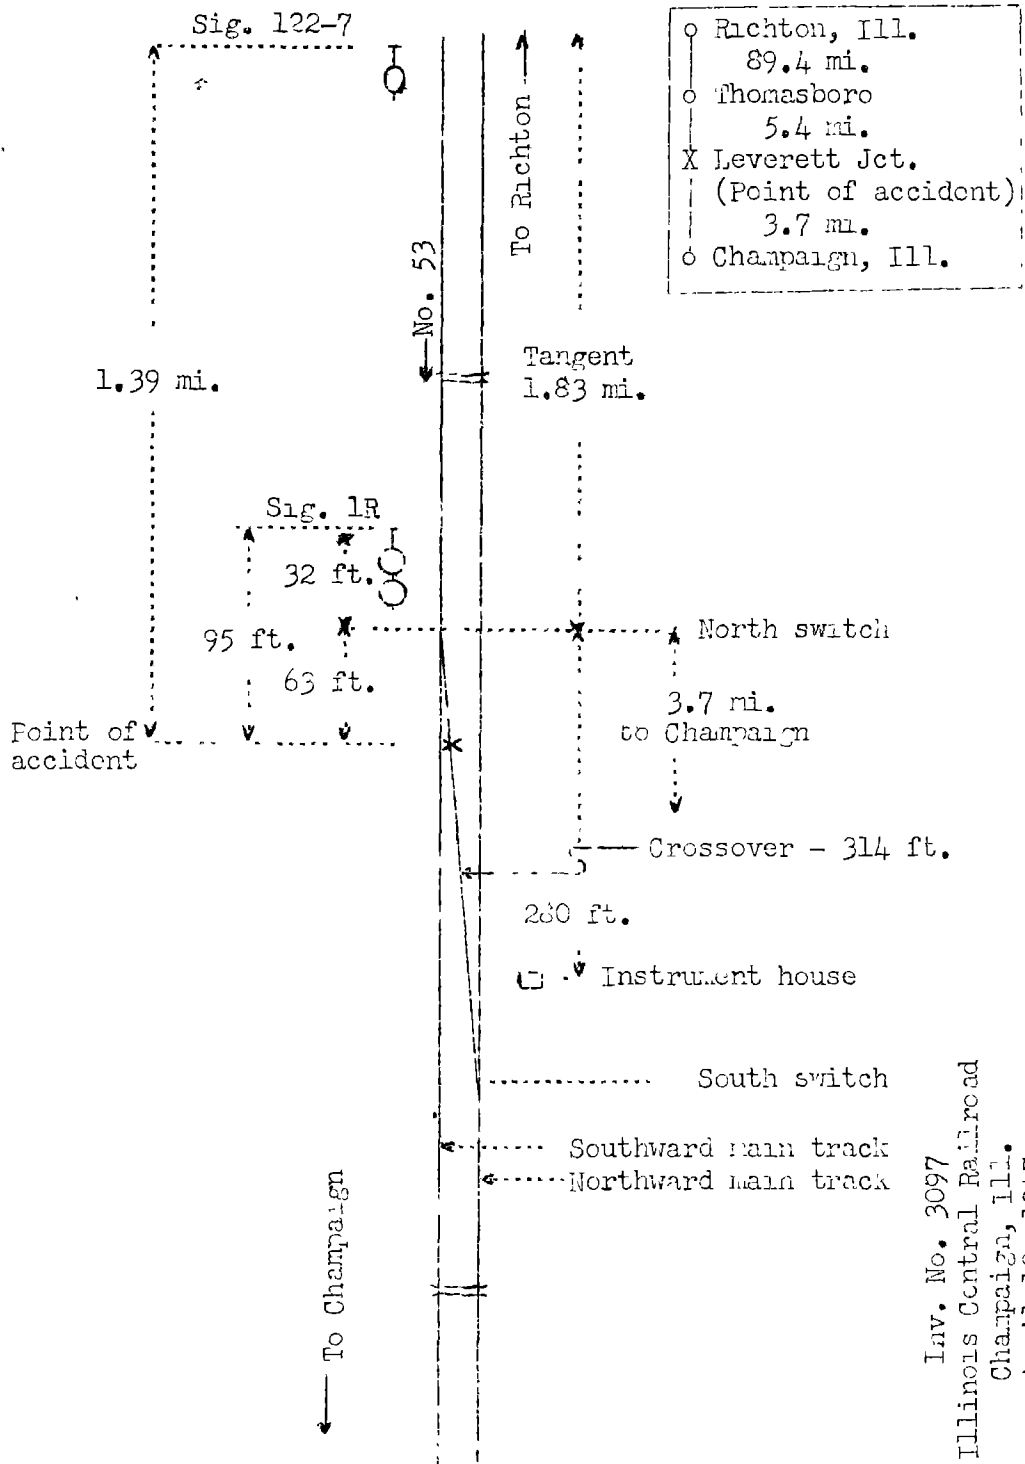 Sig. 122-7
Richton, Ill.
89.4 mi.
Thomasboro
5.4 mi.
X Leverett Jct.
(Point of accident)
3.7 mi.
Champaign, Ill.
To Richton
No. 53
Tangent
1.83 mi.
1.39 mi.
Sig. 1R
32 ft.
North switch
95 ft.
63 ft.
3.7 mi.
to Champaign
Point of
accident
Crossover - 314 ft.
280 ft.
Instrument house
South switch
Southward main track
Northward main track
To Champaign
Inv. No. 3097
Illinois Central Railroad
Champaign, Ill.